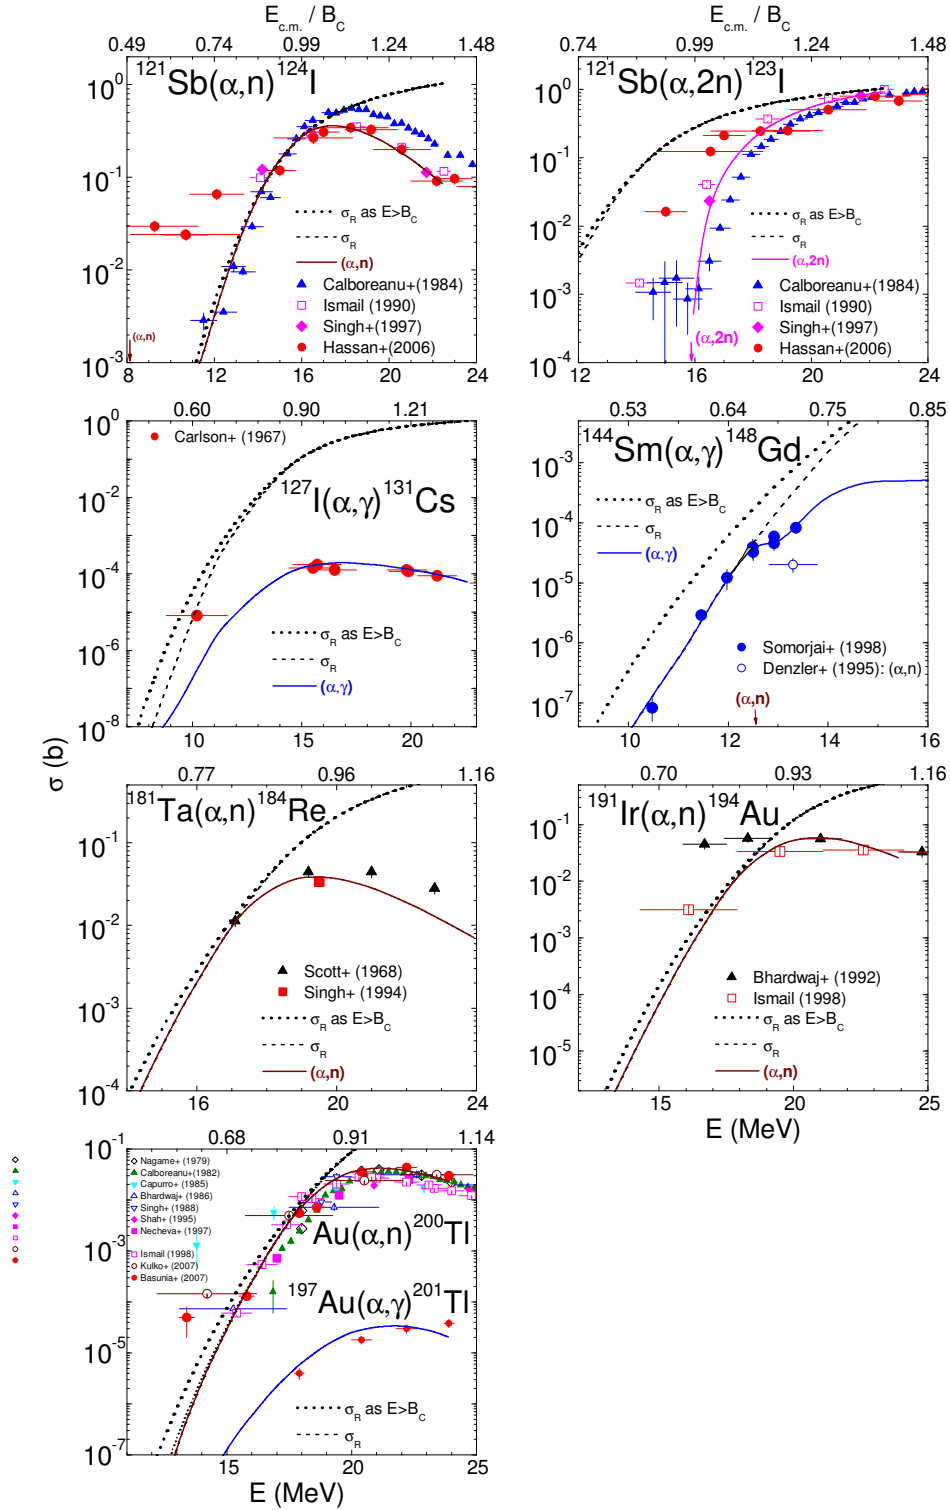 E_c.m. / B_C
E_c.m. / B_C
0.49 0.74 0.99 1.24 1.48
0.74 0.99 1.24 1.48
¹²¹Sb(α,n)¹²⁴I
¹²¹Sb(α,2n)¹²³I
10⁰
10⁻¹
10⁻²
10⁻³
σ_R as E>B_C
σ_R
(α,n)
Calboreanu+(1984)
Ismail (1990)
Singh+(1997)
Hassan+(2006)
(α,n)
8 12 16 20 24
10⁰
10⁻¹
10⁻²
10⁻³
10⁻⁴
σ_R as E>B_C
σ_R
(α,2n)
Calboreanu+(1984)
Ismail (1990)
Singh+(1997)
Hassan+(2006)
(α,2n)
12 16 20 24
0.60 0.90 1.21
Carlson+ (1967)
¹²⁷I(α,γ)¹³¹Cs
10⁰
10⁻²
10⁻⁴
10⁻⁶
10⁻⁸
σ_R as E>B_C
σ_R
(α,γ)
10 15 20
0.53 0.64 0.75 0.85
¹⁴⁴Sm(α,γ)¹⁴⁸Gd
10⁻³
10⁻⁴
10⁻⁵
10⁻⁶
10⁻⁷
σ_R as E>B_C
σ_R
(α,γ)
Somorjai+ (1998)
Denzler+ (1995): (α,n)
(α,n)
10 12 14 16
σ (b)
0.77 0.96 1.16
¹⁸¹Ta(α,n)¹⁸⁴Re
10⁻¹
10⁻²
10⁻³
10⁻⁴
Scott+ (1968)
Singh+ (1994)
σ_R as E>B_C
σ_R
(α,n)
16 20 24
0.70 0.93 1.16
¹⁹¹Ir(α,n)¹⁹⁴Au
10⁻¹
10⁻²
10⁻³
10⁻⁴
10⁻⁵
Bhardwaj+ (1992)
Ismail (1998)
σ_R as E>B_C
σ_R
(α,n)
15 20 25
E (MeV)
0.68 0.91 1.14
10⁻¹
10⁻³
10⁻⁵
10⁻⁷
Nagame+ (1979)
Calboreanu+(1982)
Capurro+ (1985)
Bhardwaj+ (1986)
Singh+ (1988)
Shah+ (1995)
Necheva+ (1997)
Ismail (1998)
Kulko+ (2007)
Basunia+ (2007)
Au(α,n)²⁰⁰Tl
¹⁹⁷Au(α,γ)²⁰¹Tl
σ_R as E>B_C
σ_R
15 20 25
E (MeV)